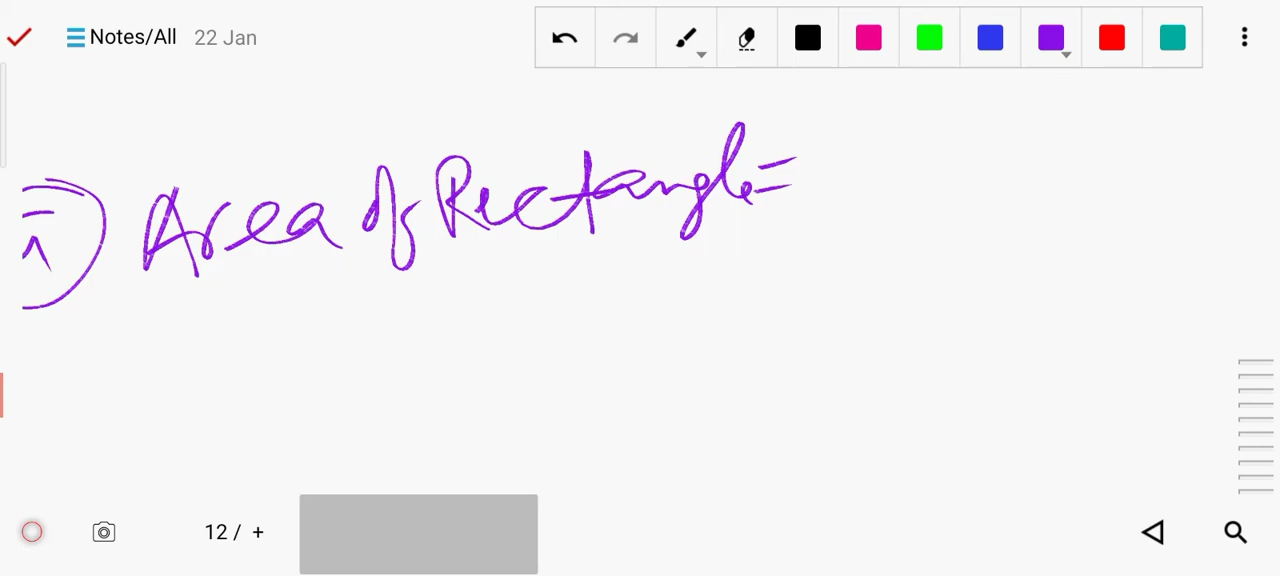 Notes/All 22 Jan
Area of Rectangle =
12 / +